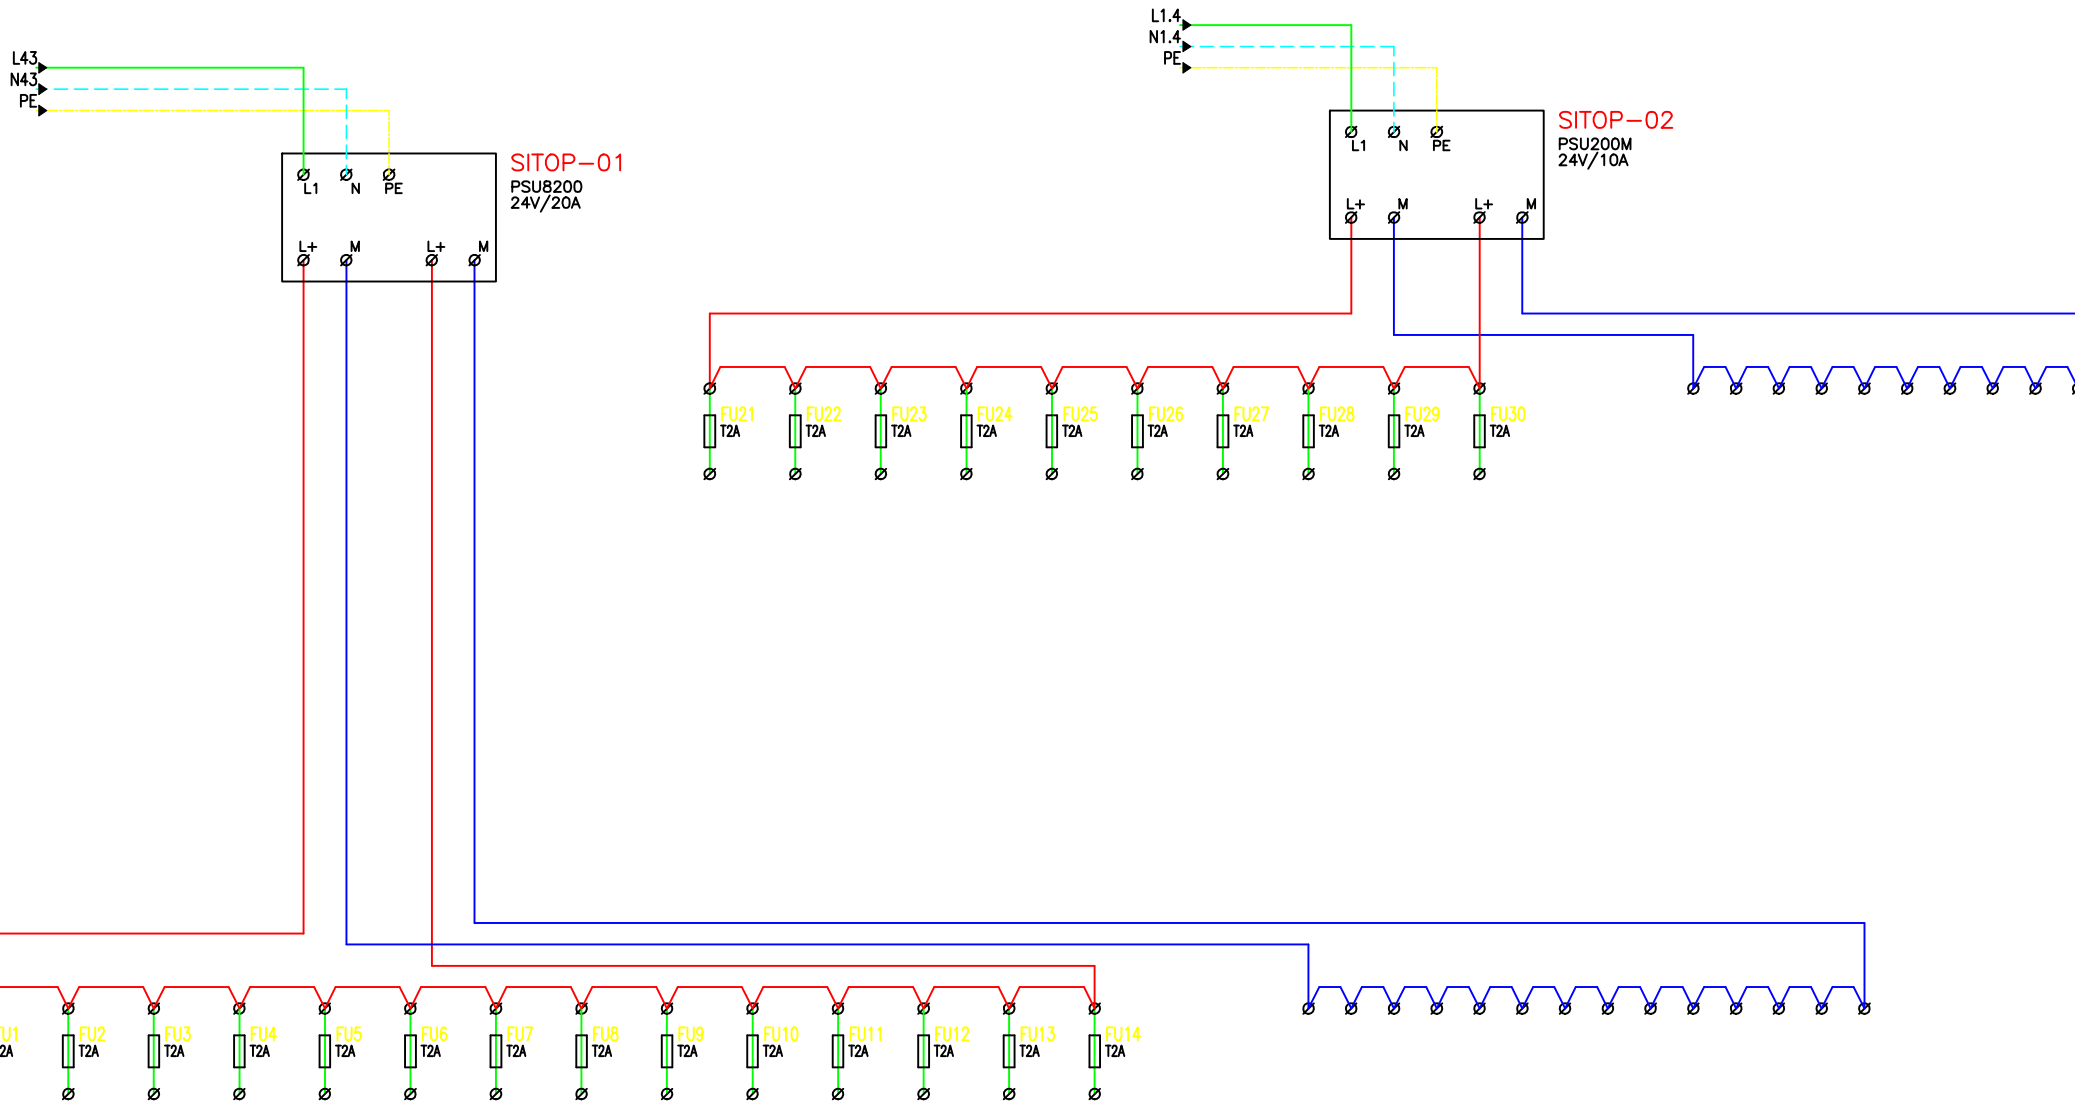 L1.4
N1.4
PE
L43
N43
PE
SITOP-02
PSU200M
24V/10A
L1 N PE
L+ M L+ M
SITOP-01
PSU8200
24V/20A
L1 N PE
L+ M L+ M
FU21 FU22 FU23 FU24 FU25 FU26 FU27 FU28 FU29 FU30
T2A T2A T2A T2A T2A T2A T2A T2A T2A T2A
FU1 FU2 FU3 FU4 FU5 FU6 FU7 FU8 FU9 FU10 FU11 FU12 FU13 FU14
2A T2A T2A T2A T2A T2A T2A T2A T2A T2A T2A T2A T2A T2A